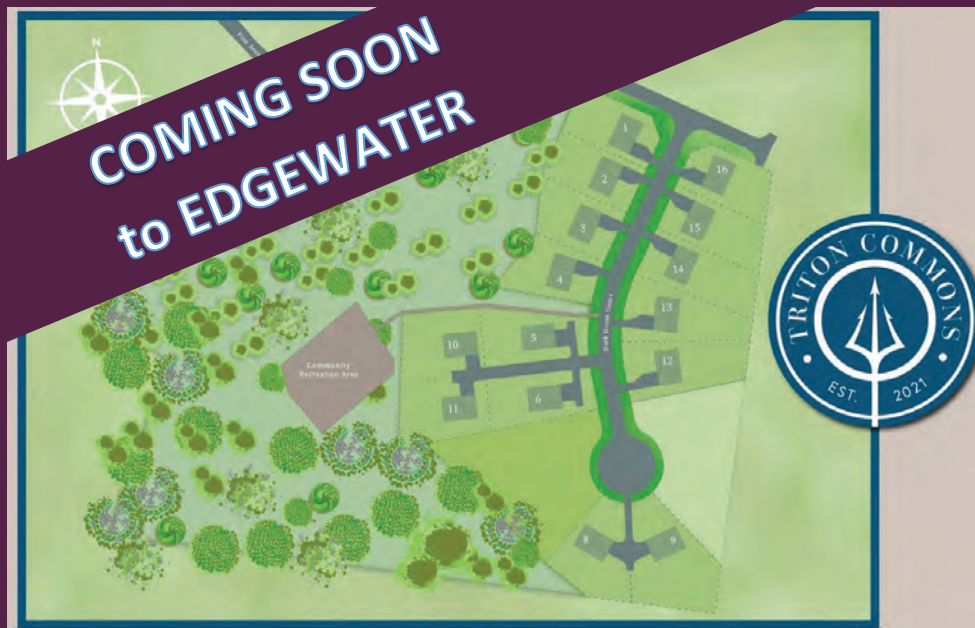 COMING SOON
to EDGEWATER
N
1
2
3
4
16
15
14
13
12
5
6
10
11
8
9
Community
Recreation Area
TRITON COMMONS
EST. 2021